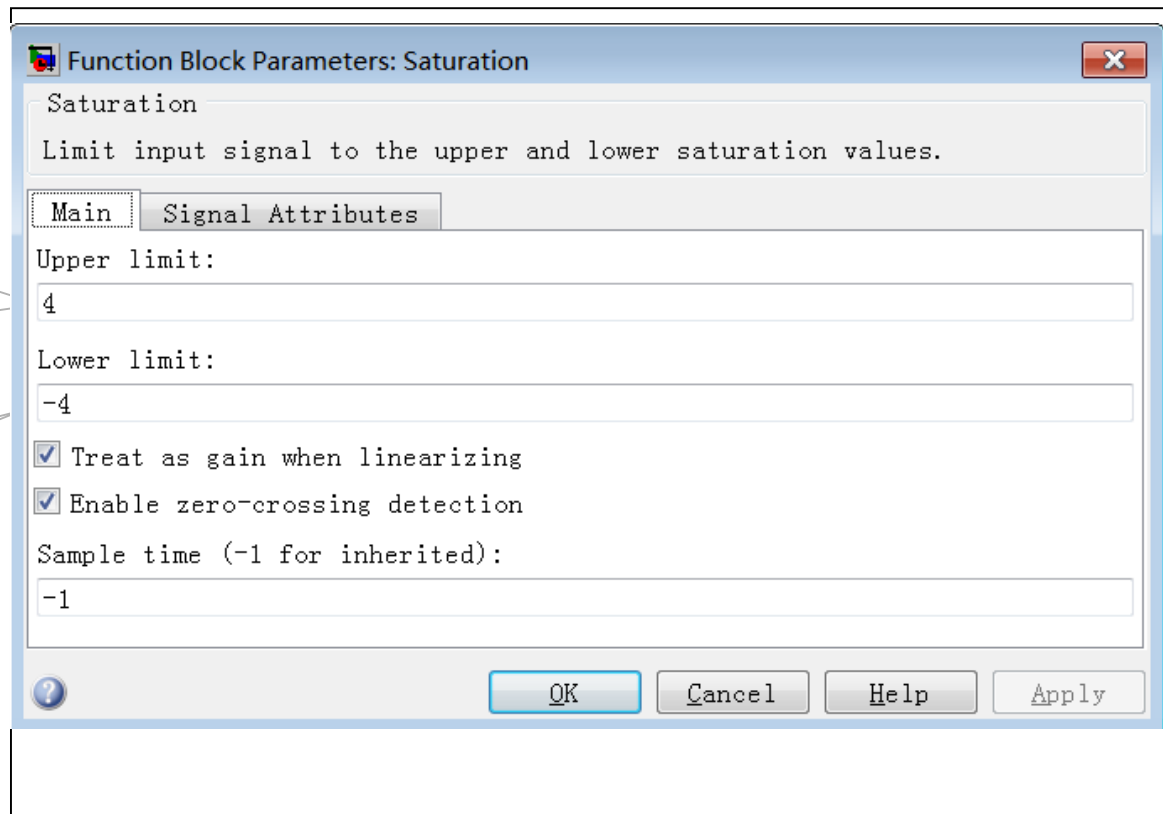 Function Block Parameters: Saturation
Saturation
Limit input signal to the upper and lower saturation values.
Main Signal Attributes
Upper limit:
4
Lower limit:
-4
Treat as gain when linearizing
Enable zero-crossing detection
Sample time (-1 for inherited):
-1
OK Cancel Help Apply